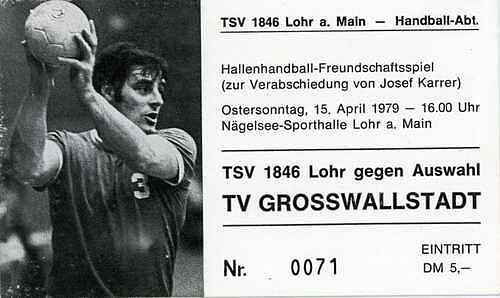 TSV 1846 Lohr a. Main — Handball-Abt.
Hallenhandball-Freundschaftsspiel
(zur Verabschiedung von Josef Karrer)
Ostersonntag, 15. April 1979 — 16.00 Uhr
Nägelsee-Sporthalle Lohr a. Main
TSV 1846 Lohr gegen Auswahl
TV GROSSWALLSTADT
EINTRITT
Nr. 0071 DM 5,—
3